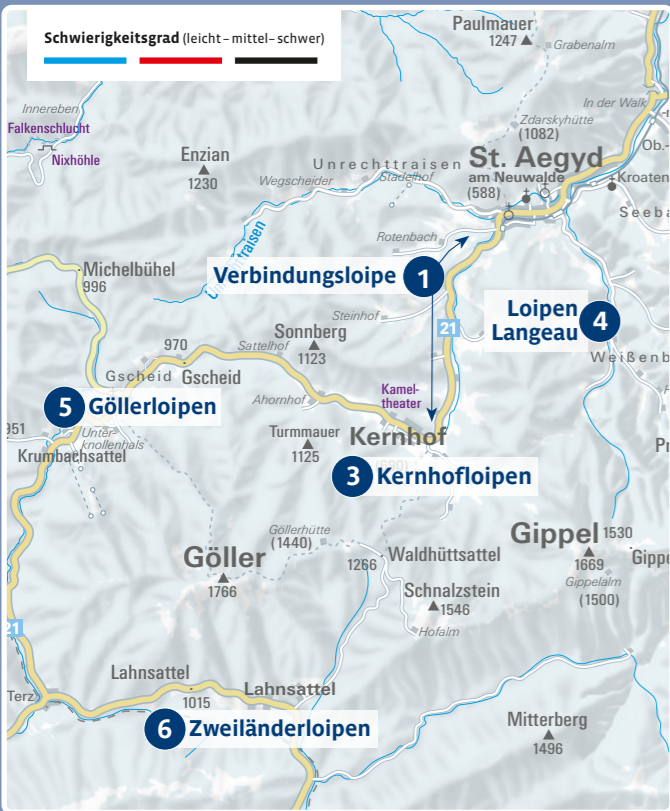 Schwierigkeitsgrad (leicht – mittel – schwer)
Paulmauer
1247
Grabenalm
Innereben
Falkenschlucht
Nixhöhle
Enzian
1230
In der Walk
Zdarskyhütte
(1082)
Ob.-
Unrechttraisen
St. Aegyd
am Neuwalde
(588)
Kroaten
Wegscheider
Stadelhof
Seeba
Rotenbach
Verbindungsloipe 1
Michelbühel
996
Steinhof
21
Loipen
Langeau 4
Sonnberg
1123
970
Sattelhof
Weißenb
Gscheid
Gscheid
Ahornhof
Kamel-
theater
5 Göllerloipen
951
Unter-
knollenhals
Krumbachsattel
Turmmauer
1125
Kernhof
3 Kernhofloipen
Göllerhütte
(1440)
Göller
1766
1266
Waldhüttsattel
Gippel
1530
1669
Gippe
Gippelalm
(1500)
Schnalzstein
1546
Hofalm
21
Lahnsattel
1015
Lahnsattel
Terz
6 Zweiländerloipen
Mitterberg
1496